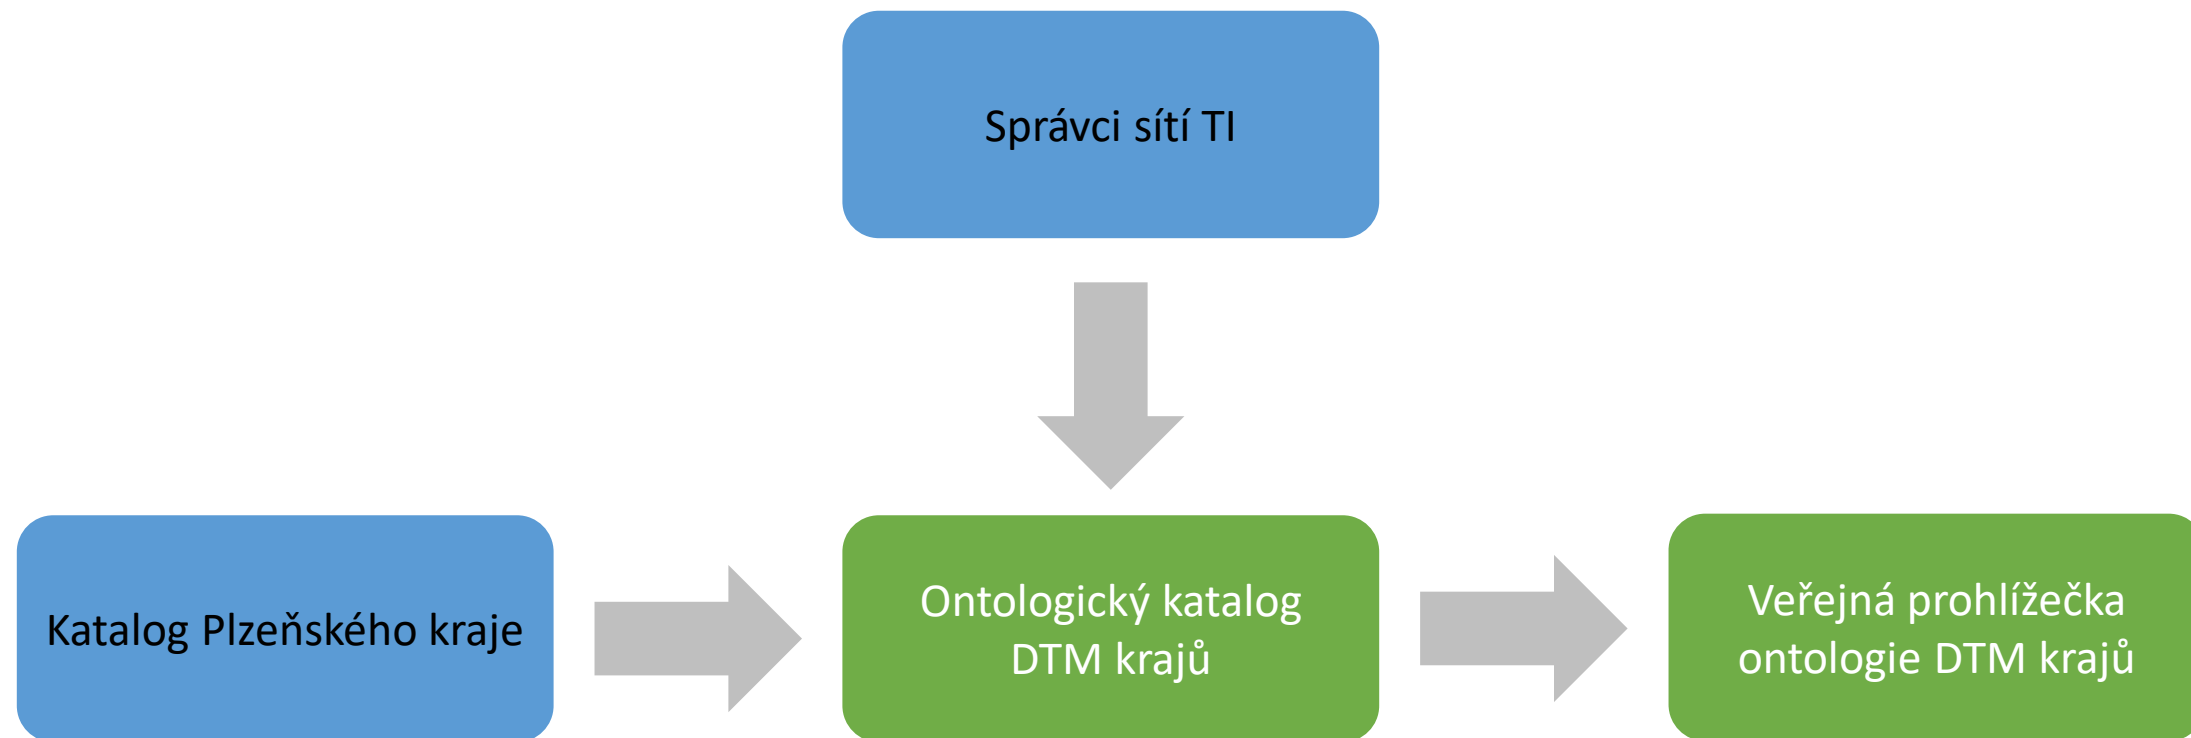 Správci sítí TI
Katalog Plzeňského kraje
Ontologický katalog
DTM krajů
Veřejná prohlížečka
ontologie DTM krajů